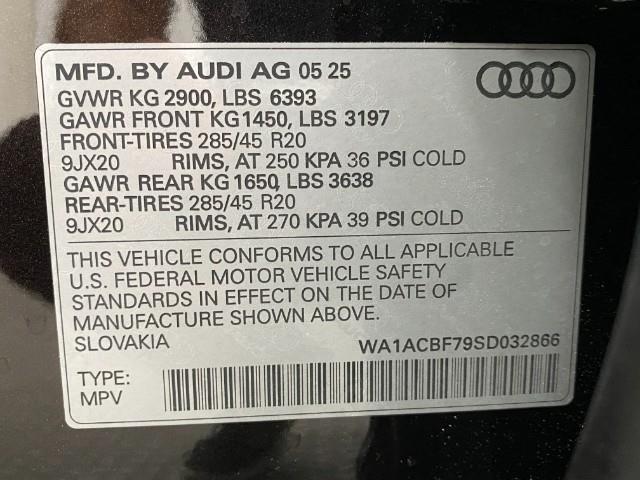 MFD. BY AUDI AG 05 25
GVWR KG 2900, LBS 6393
GAWR FRONT KG1450, LBS 3197
FRONT-TIRES 285/45 R20
9JX20 RIMS, AT 250 KPA 36 PSI COLD
GAWR REAR KG 1650, LBS 3638
REAR-TIRES 285/45 R20
9JX20 RIMS, AT 270 KPA 39 PSI COLD
THIS VEHICLE CONFORMS TO ALL APPLICABLE
U.S. FEDERAL MOTOR VEHICLE SAFETY
STANDARDS IN EFFECT ON THE DATE OF
MANUFACTURE SHOWN ABOVE.
SLOVAKIA WA1ACBF79SD032866
TYPE:
MPV